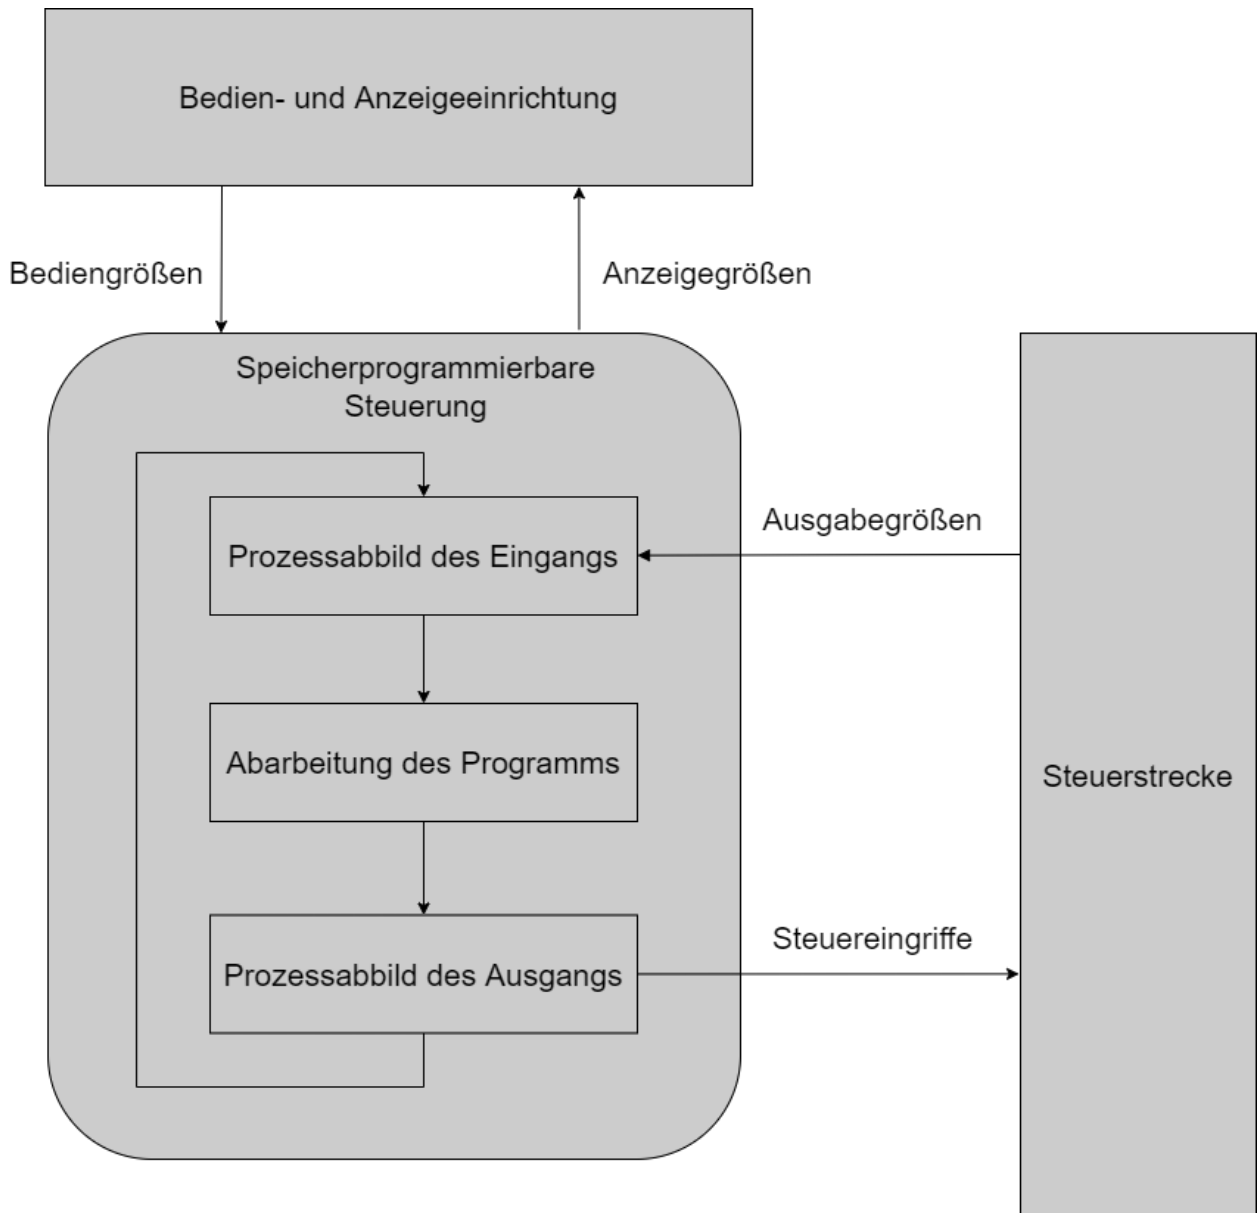 Bedien- und Anzeigeeinrichtung
Bediengrößen
Anzeigegrößen
Speicherprogrammierbare
Steuerung
Prozessabbild des Eingangs
Ausgabegrößen
Abarbeitung des Programms
Steuerstrecke
Steuereingriffe
Prozessabbild des Ausgangs